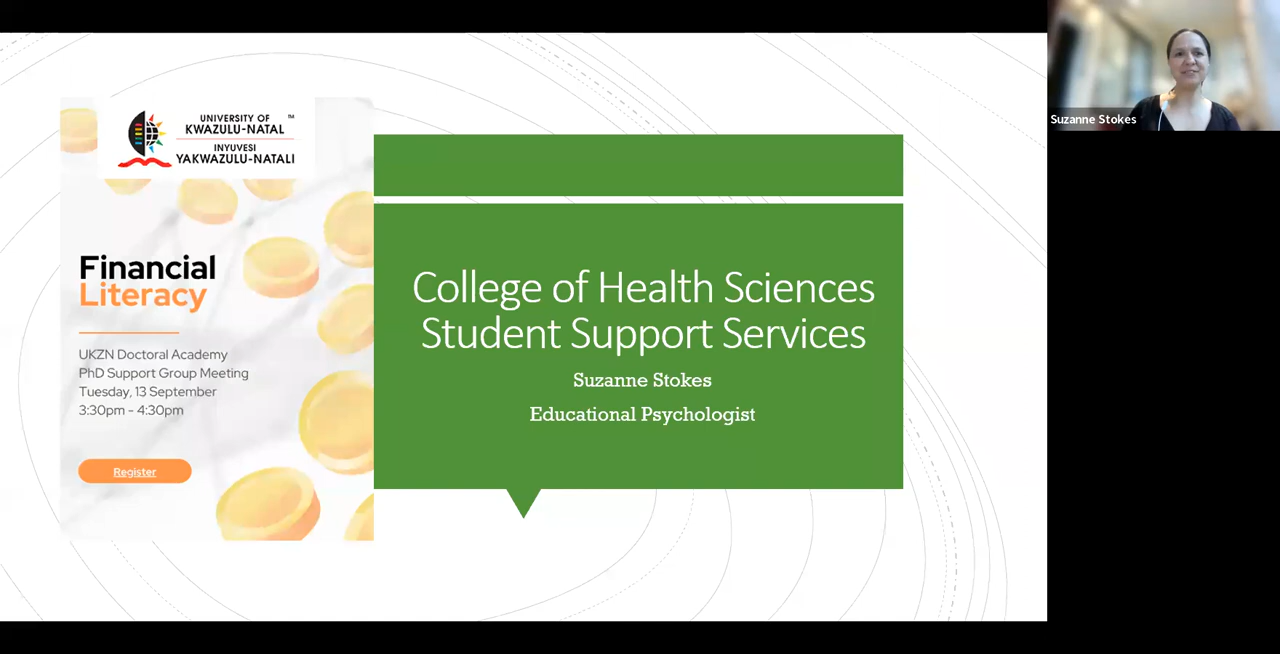 UNIVERSITY OF ™
KWAZULU-NATAL
INYUVESI
YAKWAZULU-NATALI
Financial
Literacy
UKZN Doctoral Academy
PhD Support Group Meeting
Tuesday, 13 September
3:30pm - 4:30pm
Register
College of Health Sciences
Student Support Services
Suzanne Stokes
Educational Psychologist
Suzanne Stokes